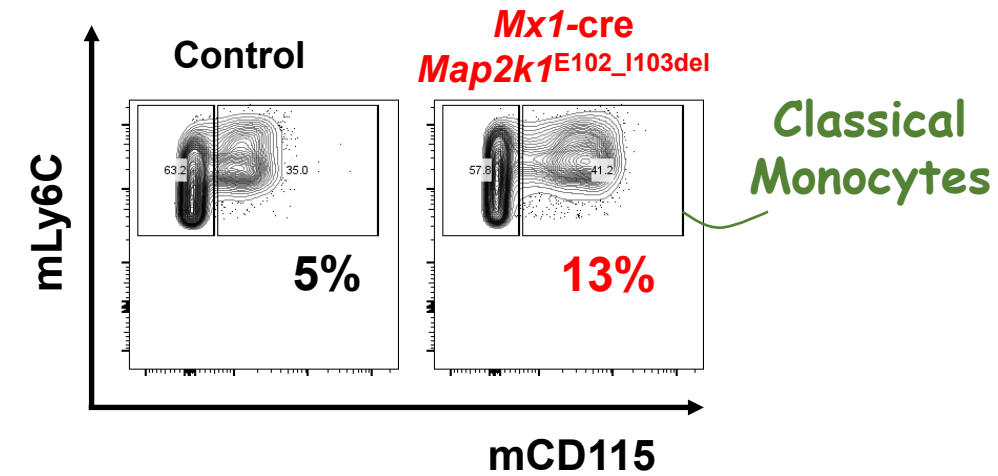 Control
Mx1-cre
Map2k1E102_I103del
Classical
Monocytes
mLy6C
63.2
35.0
57.8
41.2
5%
13%
mCD115